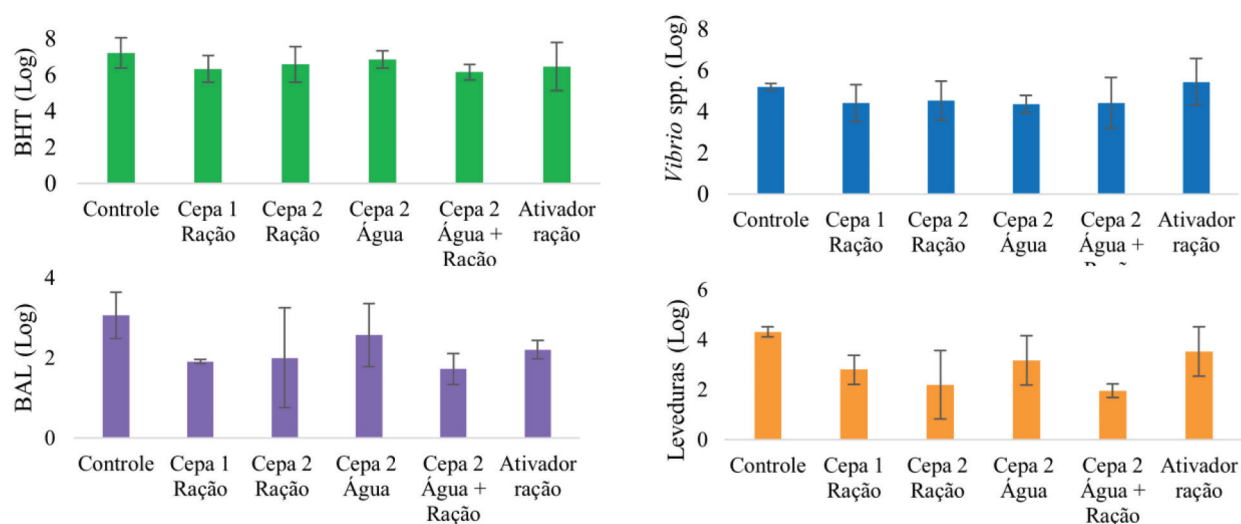 BHT (Log)
8
6
4
2
0
Controle
Cepa 1
Ração
Cepa 2
Ração
Cepa 2
Água
Cepa 2
Água +
Ração
Ativador
ração
Vibrio spp. (Log)
8
6
4
2
0
Controle
Cepa 1
Ração
Cepa 2
Ração
Cepa 2
Água
Cepa 2
Água +
Ativador
ração
BAL (Log)
4
2
0
Controle
Cepa 1
Ração
Cepa 2
Ração
Cepa 2
Água
Cepa 2
Água +
Ração
Ativador
ração
Leveduras (Log)
6
4
2
0
Controle
Cepa 1
Ração
Cepa 2
Ração
Cepa 2
Água
Cepa 2
Água +
Ração
Ativador
ração